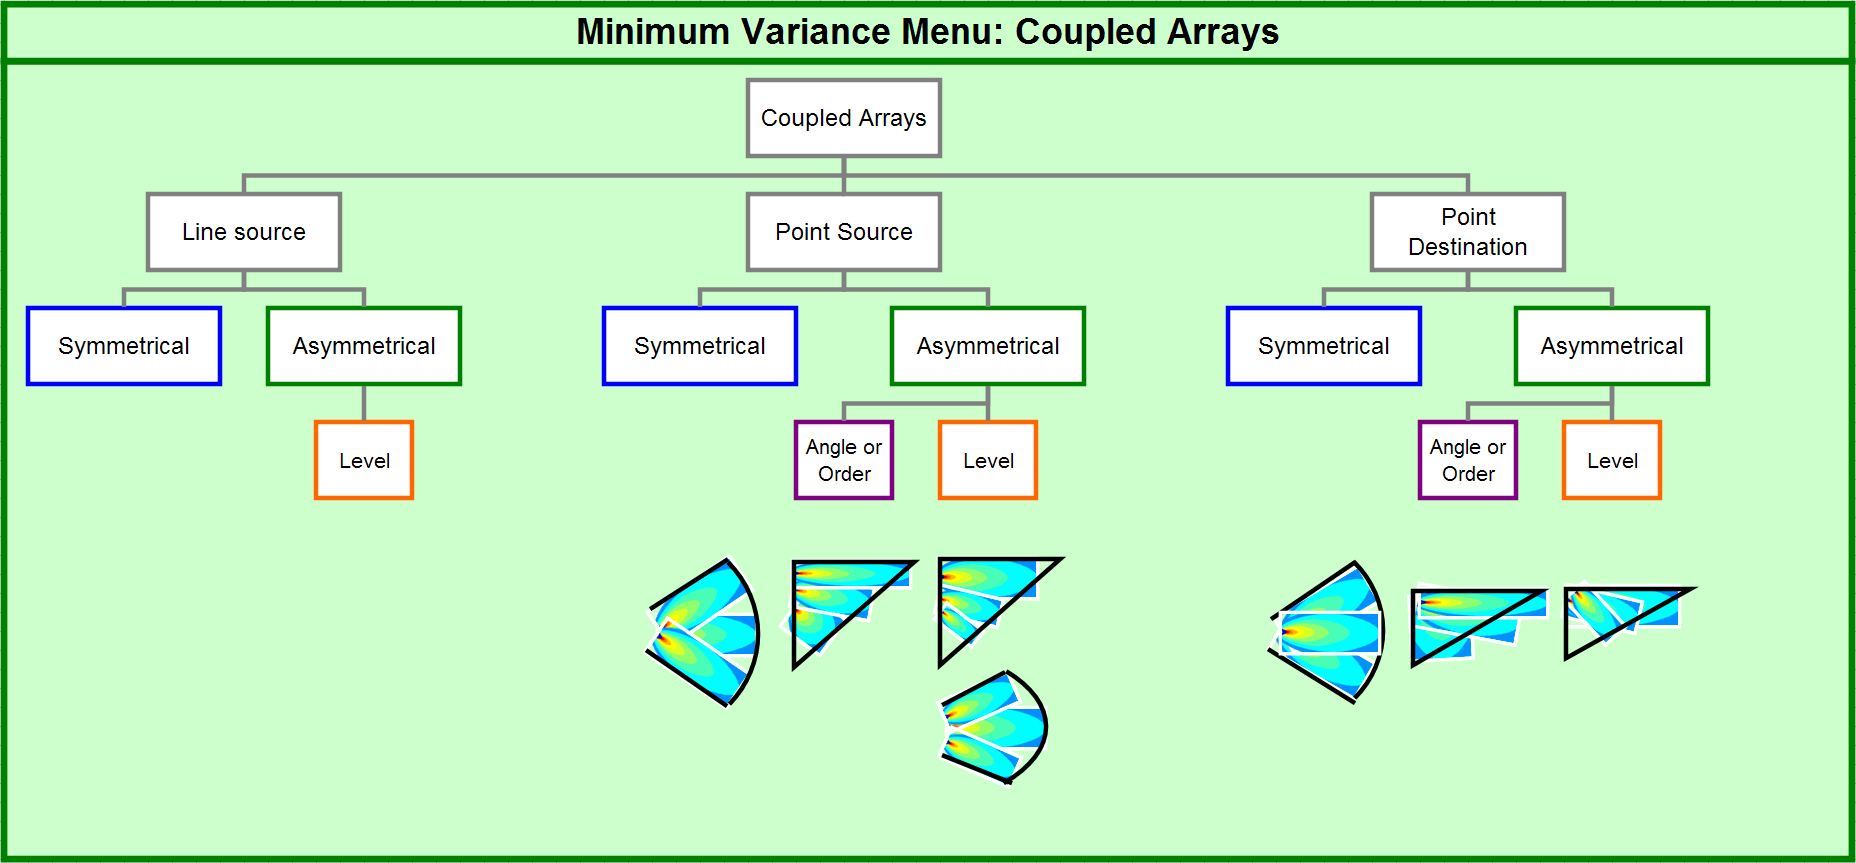 Minimum Variance Menu: Coupled Arrays
Coupled Arrays
Line source
Point Source
Point
Destination
Symmetrical
Asymmetrical
Symmetrical
Asymmetrical
Symmetrical
Asymmetrical
Level
Angle or
Order
Level
Angle or
Order
Level